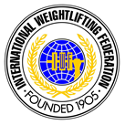 INTERNATIONAL WEIGHTLIFTING FEDERATION
· FOUNDED 1905 ·